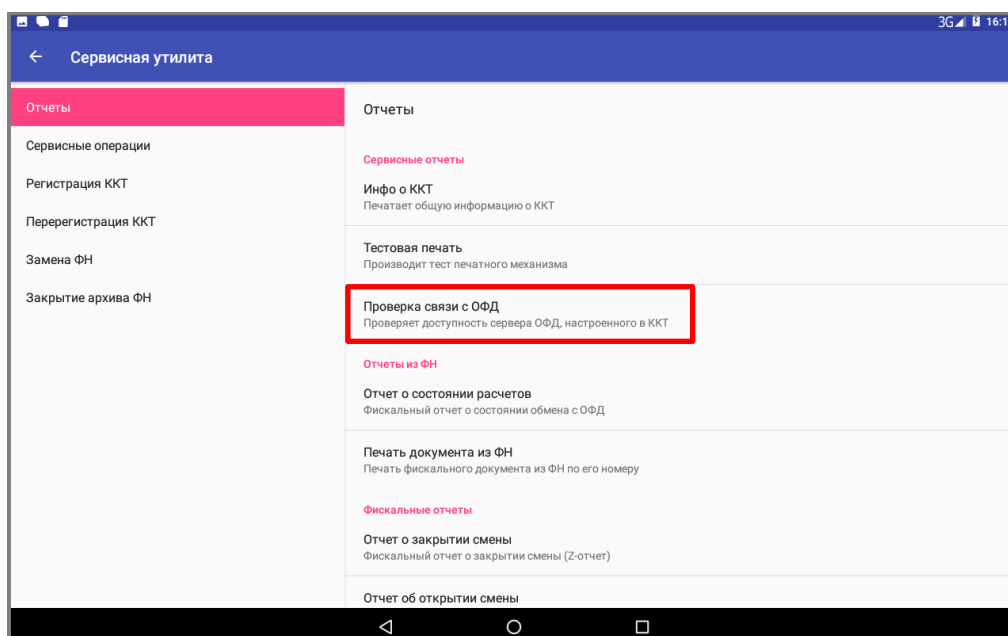 3G 16:1
Сервисная утилита
Отчеты
Сервисные операции
Регистрация ККТ
Перерегистрация ККТ
Замена ФН
Закрытие архива ФН
Отчеты
Сервисные отчеты
Инфо о ККТ
Печатает общую информацию о ККТ
Тестовая печать
Производит тест печатного механизма
Проверка связи с ОФД
Проверяет доступность сервера ОФД, настроенного в ККТ
Отчеты из ФН
Отчет о состоянии расчетов
Фискальный отчет о состоянии обмена с ОФД
Печать документа из ФН
Печать фискального документа из ФН по его номеру
Фискальные отчеты
Отчет о закрытии смены
Фискальный отчет о закрытии смены (Z-отчет)
Отчет об открытии смены